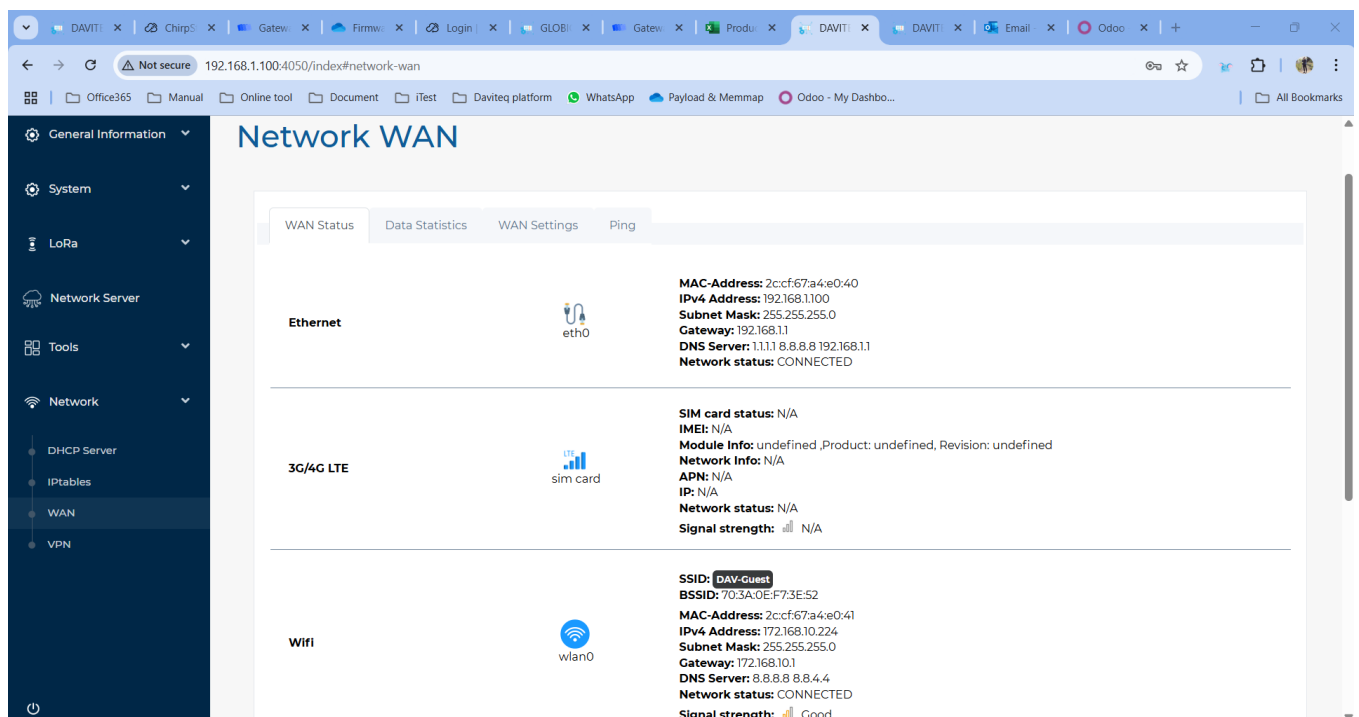 DAVITE
ChirpS
Gatew
Firmw
Login |
GLOBI
Gatew
Produ
DAVITE
DAVITE
Email -
Odoo
Not secure
192.168.1.100:4050/index#network-wan
Office365
Manual
Online tool
Document
iTest
Daviteq platform
WhatsApp
Payload & Memmap
Odoo - My Dashbo...
All Bookmarks
General Information
System
LoRa
Network Server
Tools
Network
DHCP Server
IPtables
WAN
VPN
Network WAN
WAN Status
Data Statistics
WAN Settings
Ping
Ethernet
eth0
MAC-Address: 2c:cf:67:a4:e0:40
IPv4 Address: 192.168.1.100
Subnet Mask: 255.255.255.0
Gateway: 192.168.1.1
DNS Server: 1.1.1.1 8.8.8.8 192.168.1.1
Network status: CONNECTED
3G/4G LTE
LTE
sim card
SIM card status: N/A
IMEI: N/A
Module Info: undefined ,Product: undefined, Revision: undefined
Network Info: N/A
APN: N/A
IP: N/A
Network status: N/A
Signal strength: N/A
Wifi
wlan0
SSID: DAV-Guest
BSSID: 70:3A:0E:F7:3E:52
MAC-Address: 2c:cf:67:a4:e0:41
IPv4 Address: 172.168.10.224
Subnet Mask: 255.255.255.0
Gateway: 172.168.10.1
DNS Server: 8.8.8.8 8.8.4.4
Network status: CONNECTED
Signal strength: Good